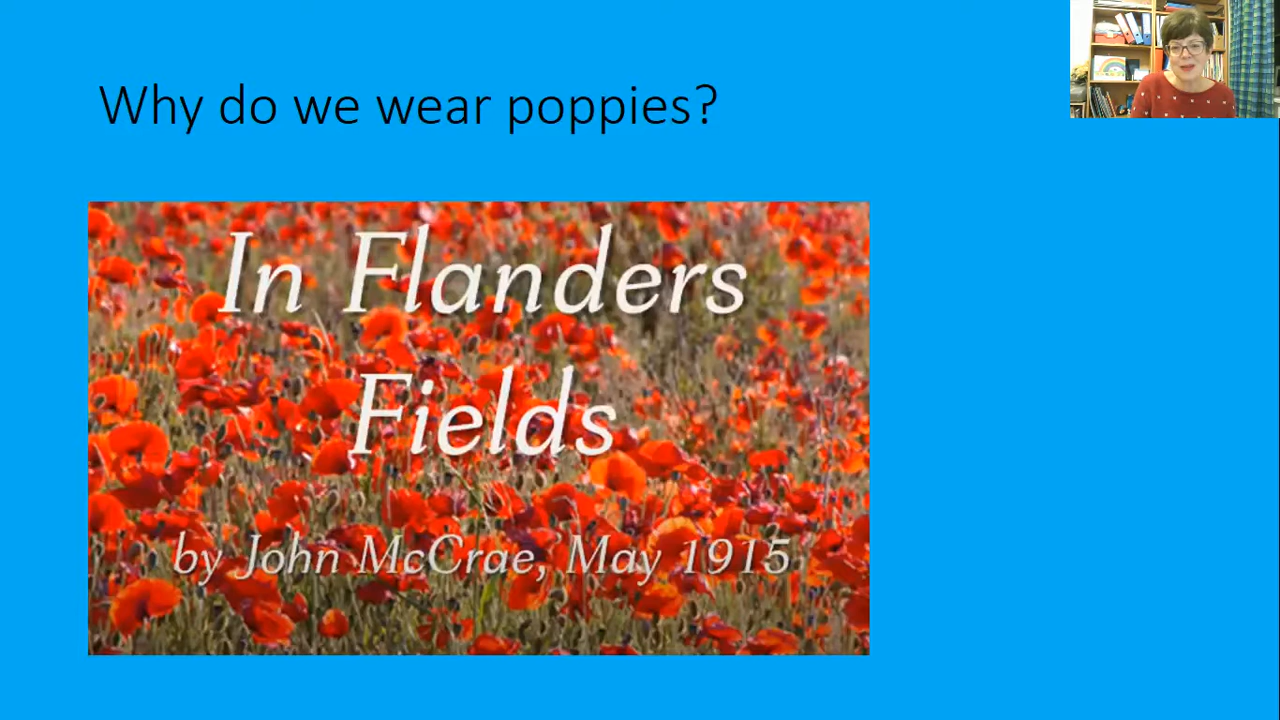 Why do we wear poppies?
In Flanders
Fields
by John McCrae, May 1915